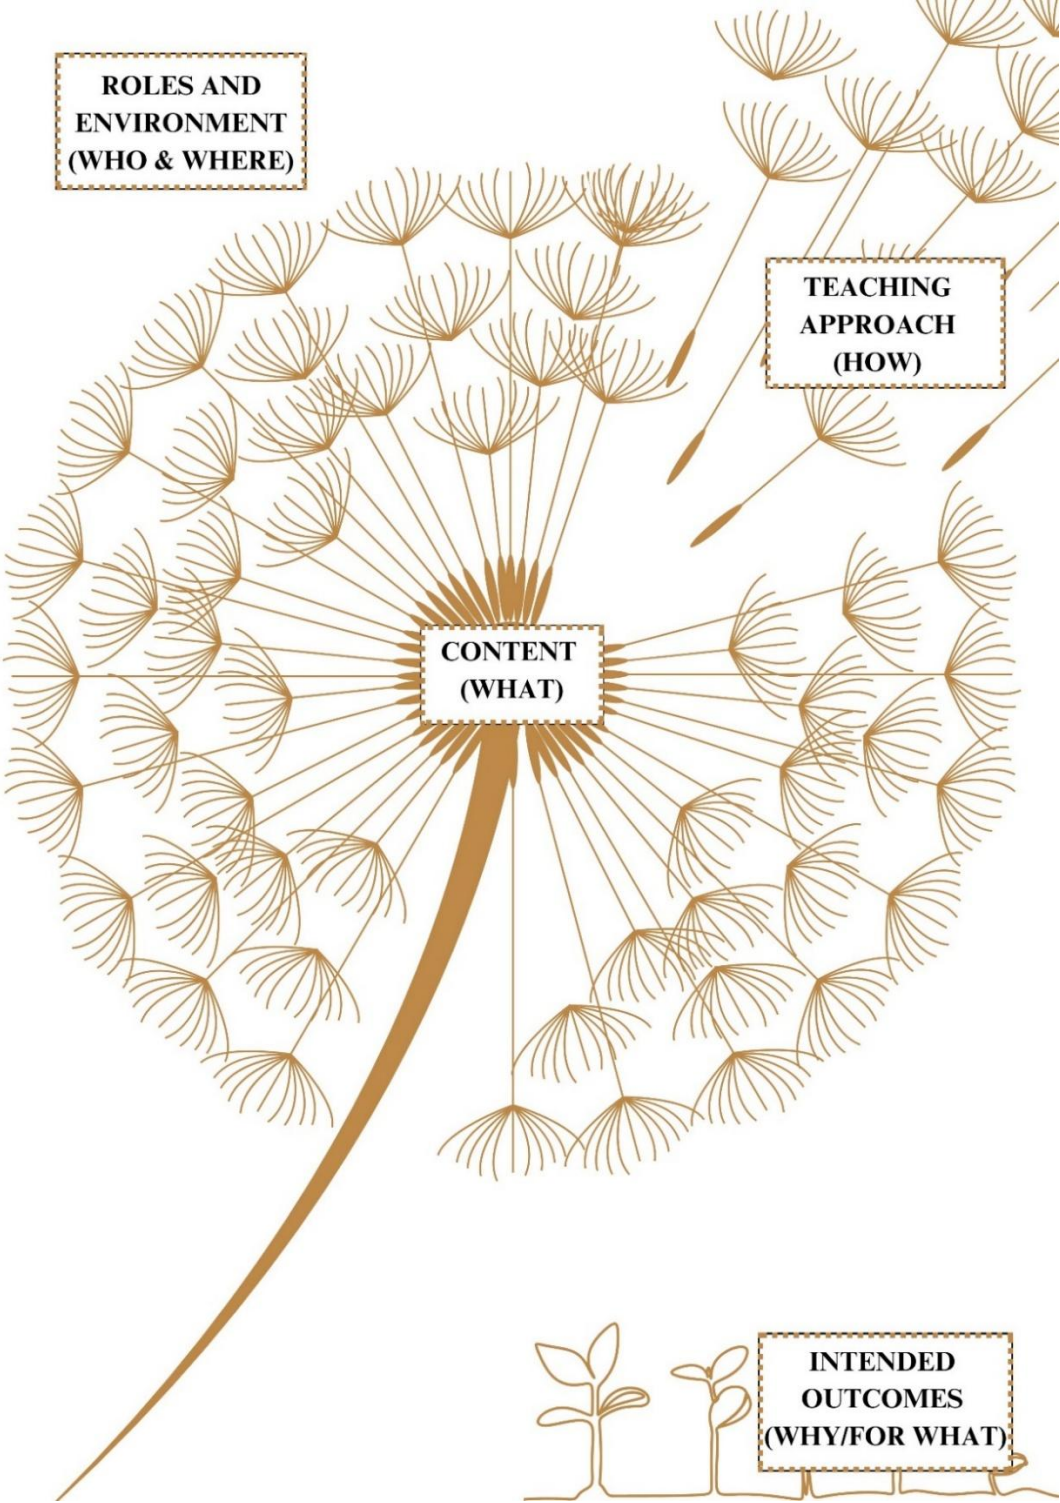 ROLES AND
ENVIRONMENT
(WHO & WHERE)
TEACHING
APPROACH
(HOW)
CONTENT
(WHAT)
INTENDED
OUTCOMES
(WHY/FOR WHAT)